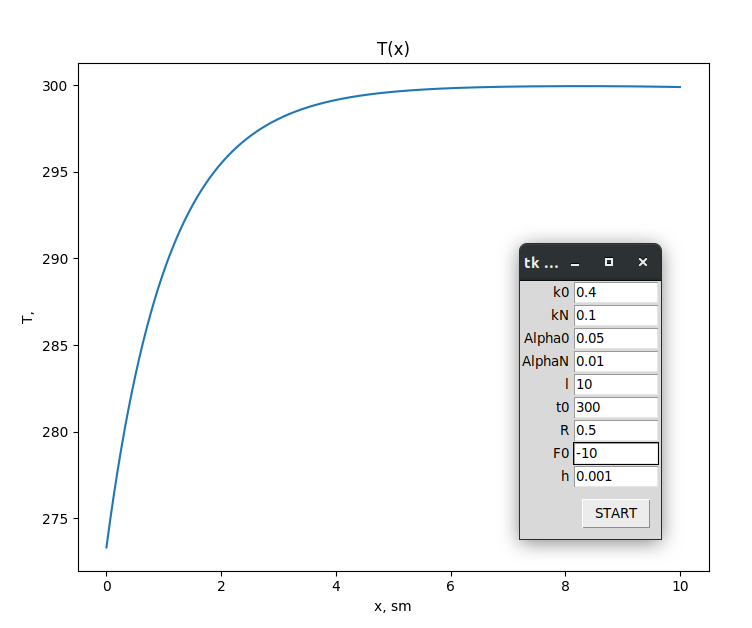 T(x)
300
295
290
285
280
275
T,
0 2 4 6 8 10
x, sm
tk ...
k0 0.4
kN 0.1
Alpha0 0.05
AlphaN 0.01
l 10
t0 300
R 0.5
F0 -10
h 0.001
START